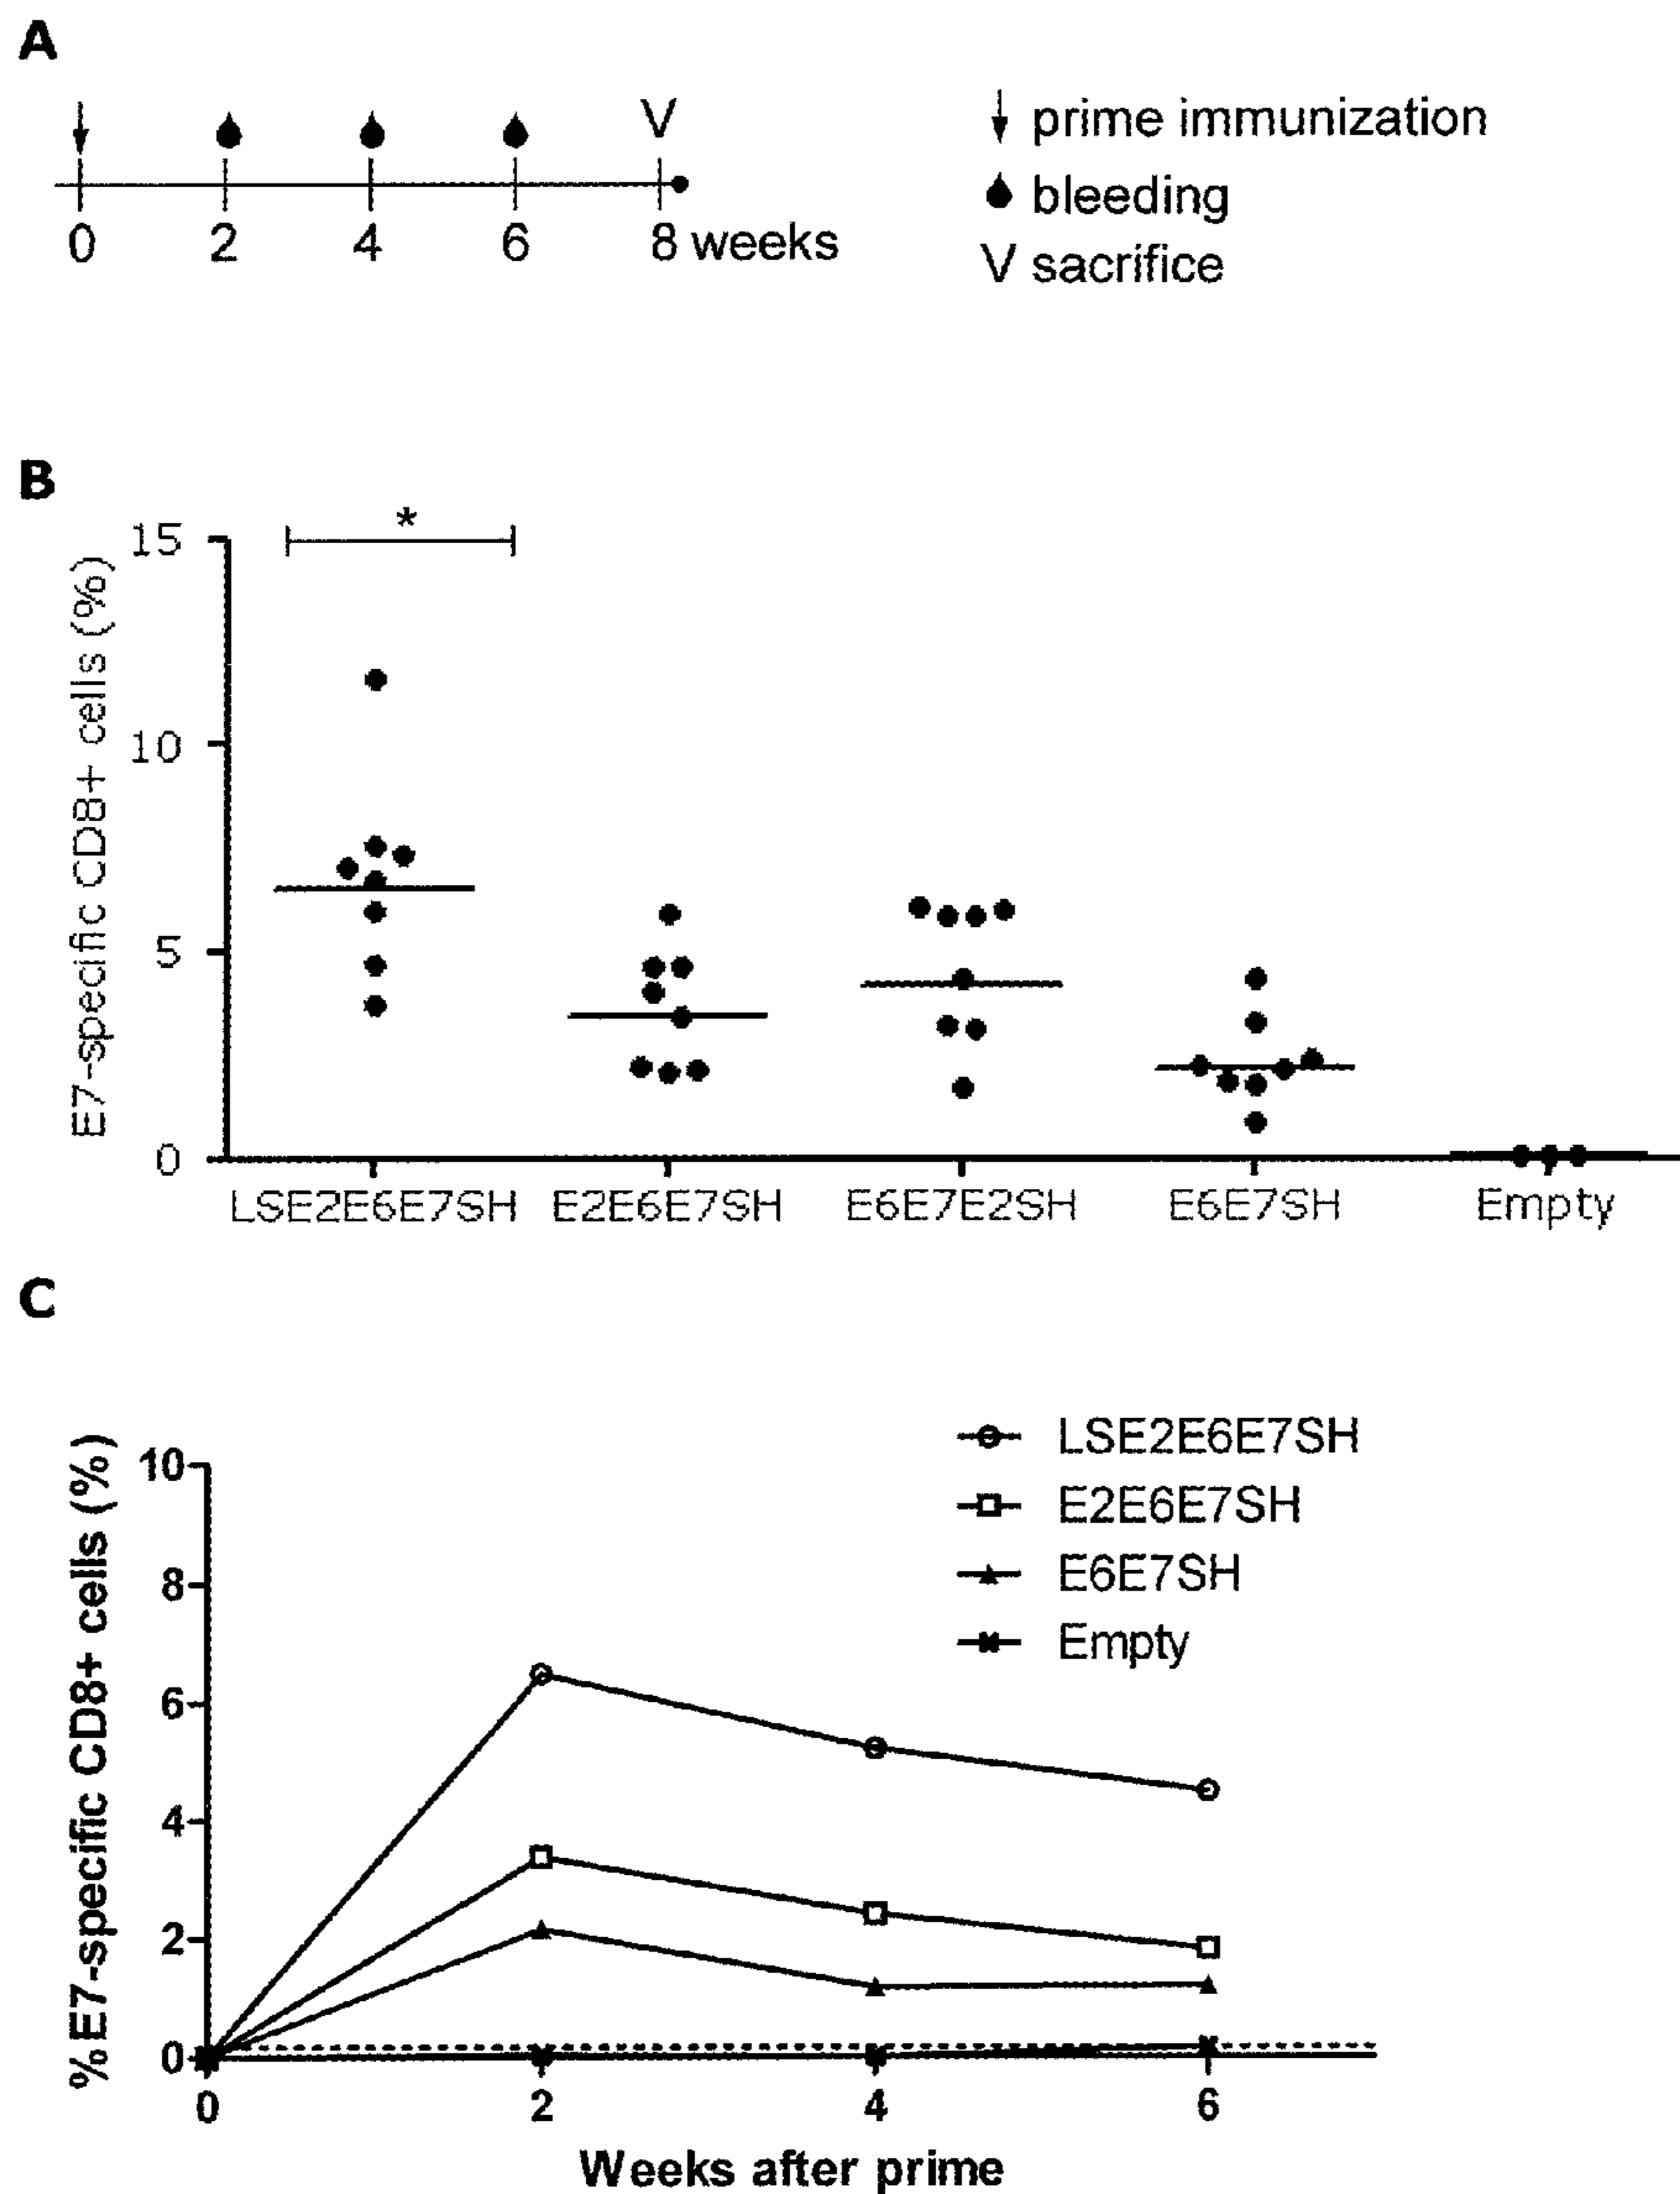 A
V
0 2 4 6 8 weeks
prime immunization
bleeding
V sacrifice
B
*
E7-specific CD8+ cells (%)
15
10
5
0
LSE2E6E7SH E2E6E7SH E6E7E2SH E6E7SH Empty
C
% E7-specific CD8+ cells (%)
10
8
6
4
2
0
LSE2E6E7SH
E2E6E7SH
E6E7SH
Empty
0 2 4 6
Weeks after prime